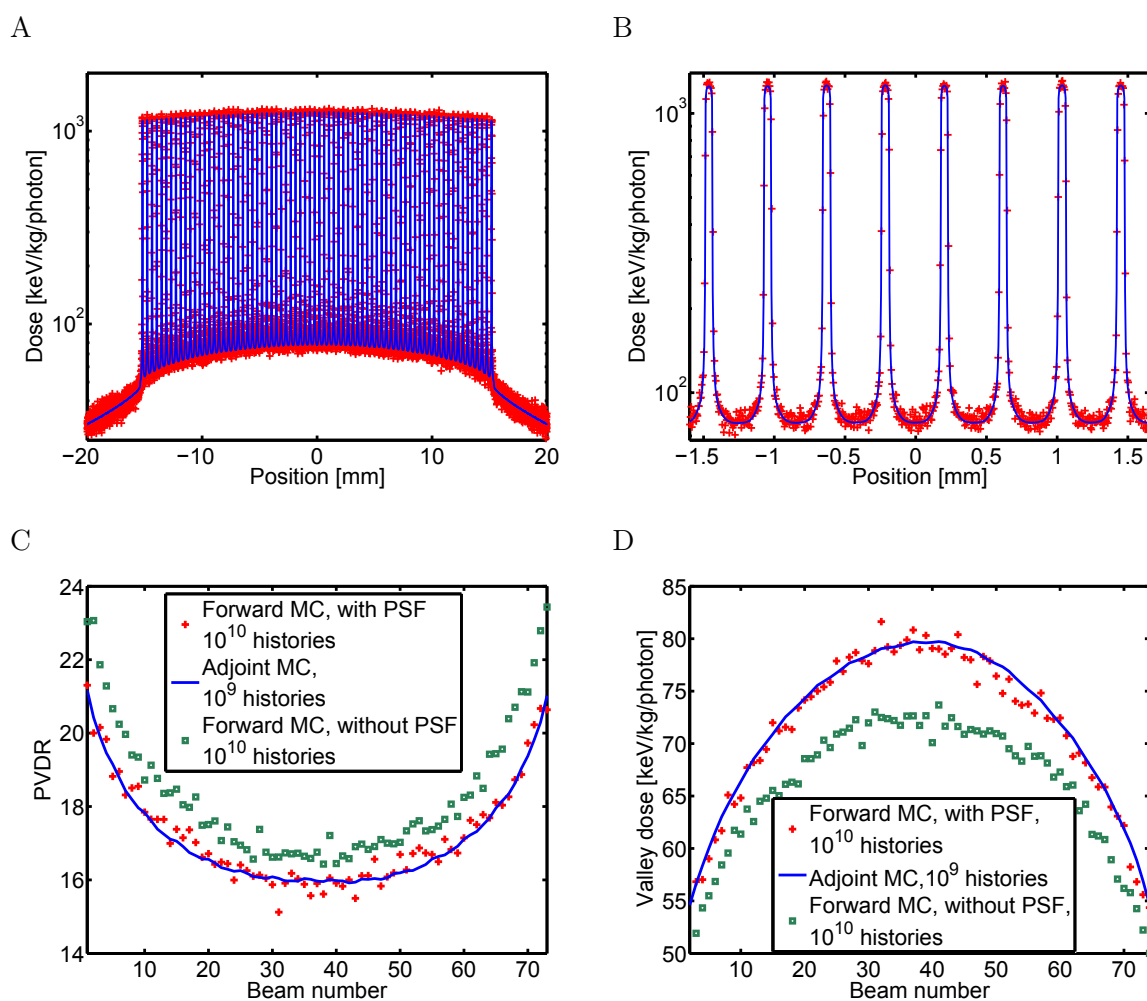 A
B
10³
10²
Dose [keV/kg/photon]
−20 −10 0 10 20
Position [mm]
10³
10²
Dose [keV/kg/photon]
−1.5 −1 −0.5 0 0.5 1 1.5
Position [mm]
C
D
24
22
20
18
16
14
PVDR
Forward MC, with PSF
10¹⁰ histories
Adjoint MC,
10⁹ histories
Forward MC, without PSF
10¹⁰ histories
10 20 30 40 50 60 70
Beam number
85
80
75
70
65
60
55
50
Valley dose [keV/kg/photon]
Forward MC, with PSF,
10¹⁰ histories
Adjoint MC,10⁹ histories
Forward MC, without PSF,
10¹⁰ histories
10 20 30 40 50 60 70
Beam number